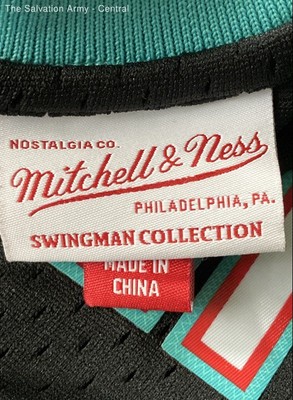 The Salvation Army - Central
NOSTALGIA CO.
Mitchell & Ness
PHILADELPHIA, PA.
SWINGMAN COLLECTION
MADE IN
CHINA